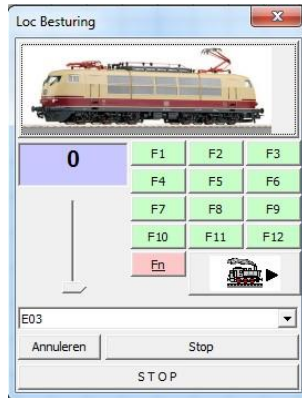 Loc Besturing
0
F1 F2 F3
F4 F5 F6
F7 F8 F9
F10 F11 F12
Fn
E03
Annuleren Stop
STOP